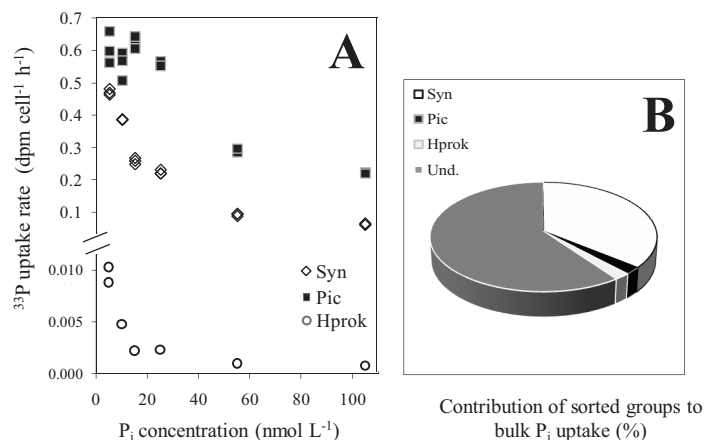 A
0.7
0.6
0.5
0.4
0.3
0.2
0.1
0.010
0.005
0.000
³³P uptake rate (dpm cell⁻¹ h⁻¹)
Syn
Pic
Hprok
0 20 40 60 80 100
Pᵢ concentration (nmol L⁻¹)
B
Syn
Pic
Hprok
Und.
Contribution of sorted groups to
bulk Pᵢ uptake (%)